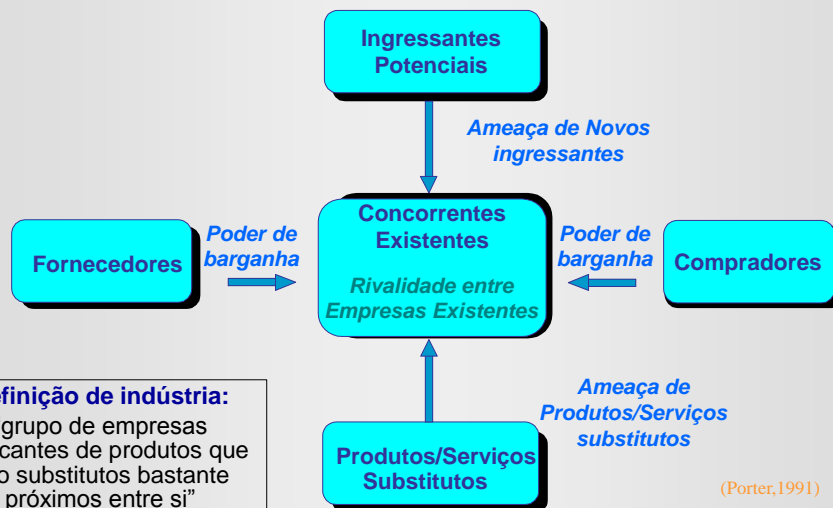 Ingressantes
Potenciais
Ameaça de Novos
ingressantes
Concorrentes
Existentes
Rivalidade entre
Empresas Existentes
Fornecedores
Poder de
barganha
Poder de
barganha
Compradores
Ameaça de
Produtos/Serviços
substitutos
Produtos/Serviços
Substitutos
efinição de indústria:
grupo de empresas
cantes de produtos que
o substitutos bastante
próximos entre si”
(Porter,1991)